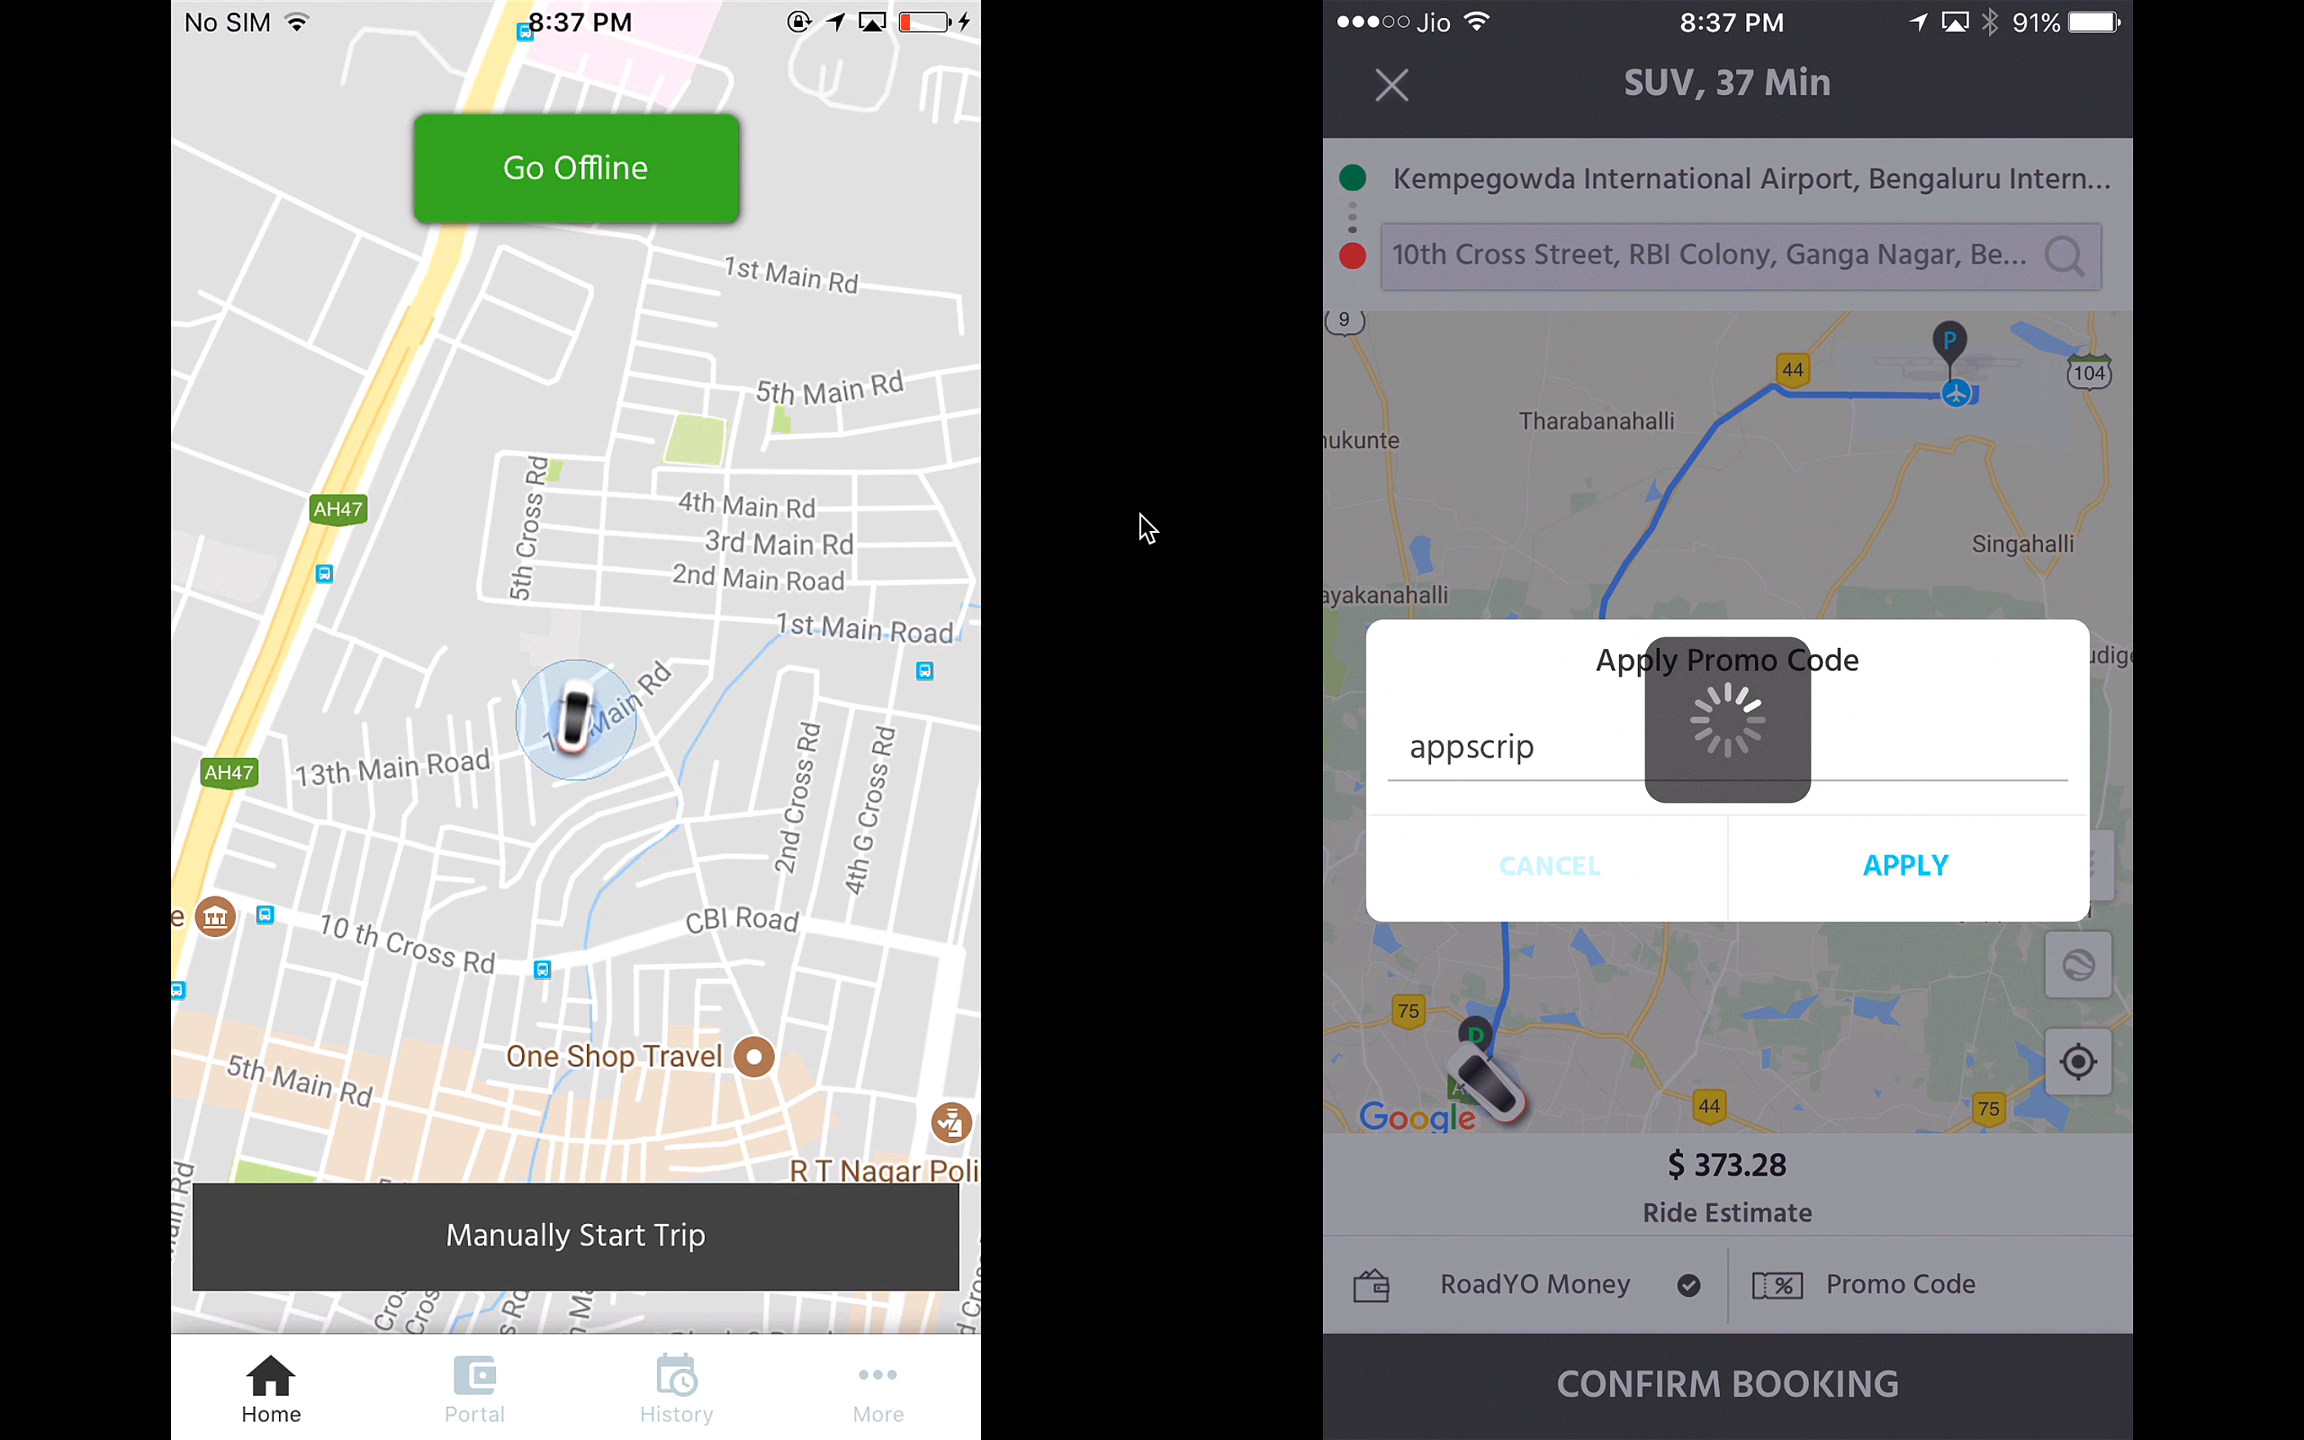 No SIM
8:37 PM
Go Offline
1st Main Rd
5th Main Rd
5th Cross Rd
AH47
4th Main Rd
3rd Main Rd
2nd Main Road
1st Main Road
Main Rd
13th Main Road
AH47
2nd Cross Rd
4th G Cross Rd
e
10 th Cross Rd
CBI Road
One Shop Travel
5th Main Rd
R T Nagar Poli
Manually Start Trip
Home
Portal
History
More
Jio
8:37 PM
91%
SUV, 37 Min
Kempegowda International Airport, Bengaluru Intern...
10th Cross Street, RBI Colony, Ganga Nagar, Be...
9
P
44
104
Tharabanahalli
nukunte
Singahalli
ayakanahalli
udige
Apply Promo Code
appscrip
CANCEL
APPLY
75
D
44
75
Google
$ 373.28
Ride Estimate
RoadYO Money
% Promo Code
CONFIRM BOOKING